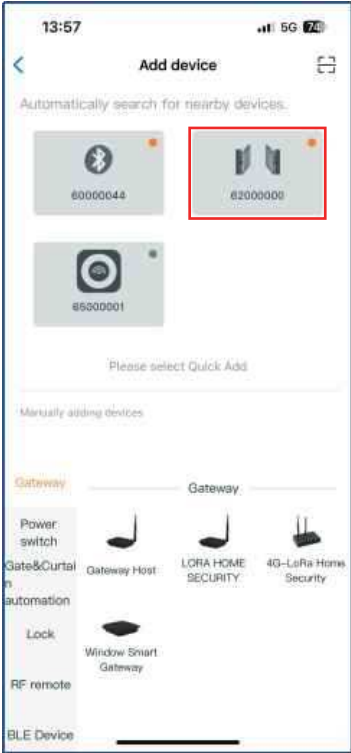 13:57
5G 74
Add device
Automatically search for nearby devices.
60000044
62000000
65000001
Please select Quick Add
Manually adding devices
Gateway
Gateway
Power
switch
Gate&Curtai
n
automation
Lock
RF remote
BLE Device
Gateway Host
LORA HOME
SECURITY
4G-LoRa Home
Security
Window Smart
Gateway